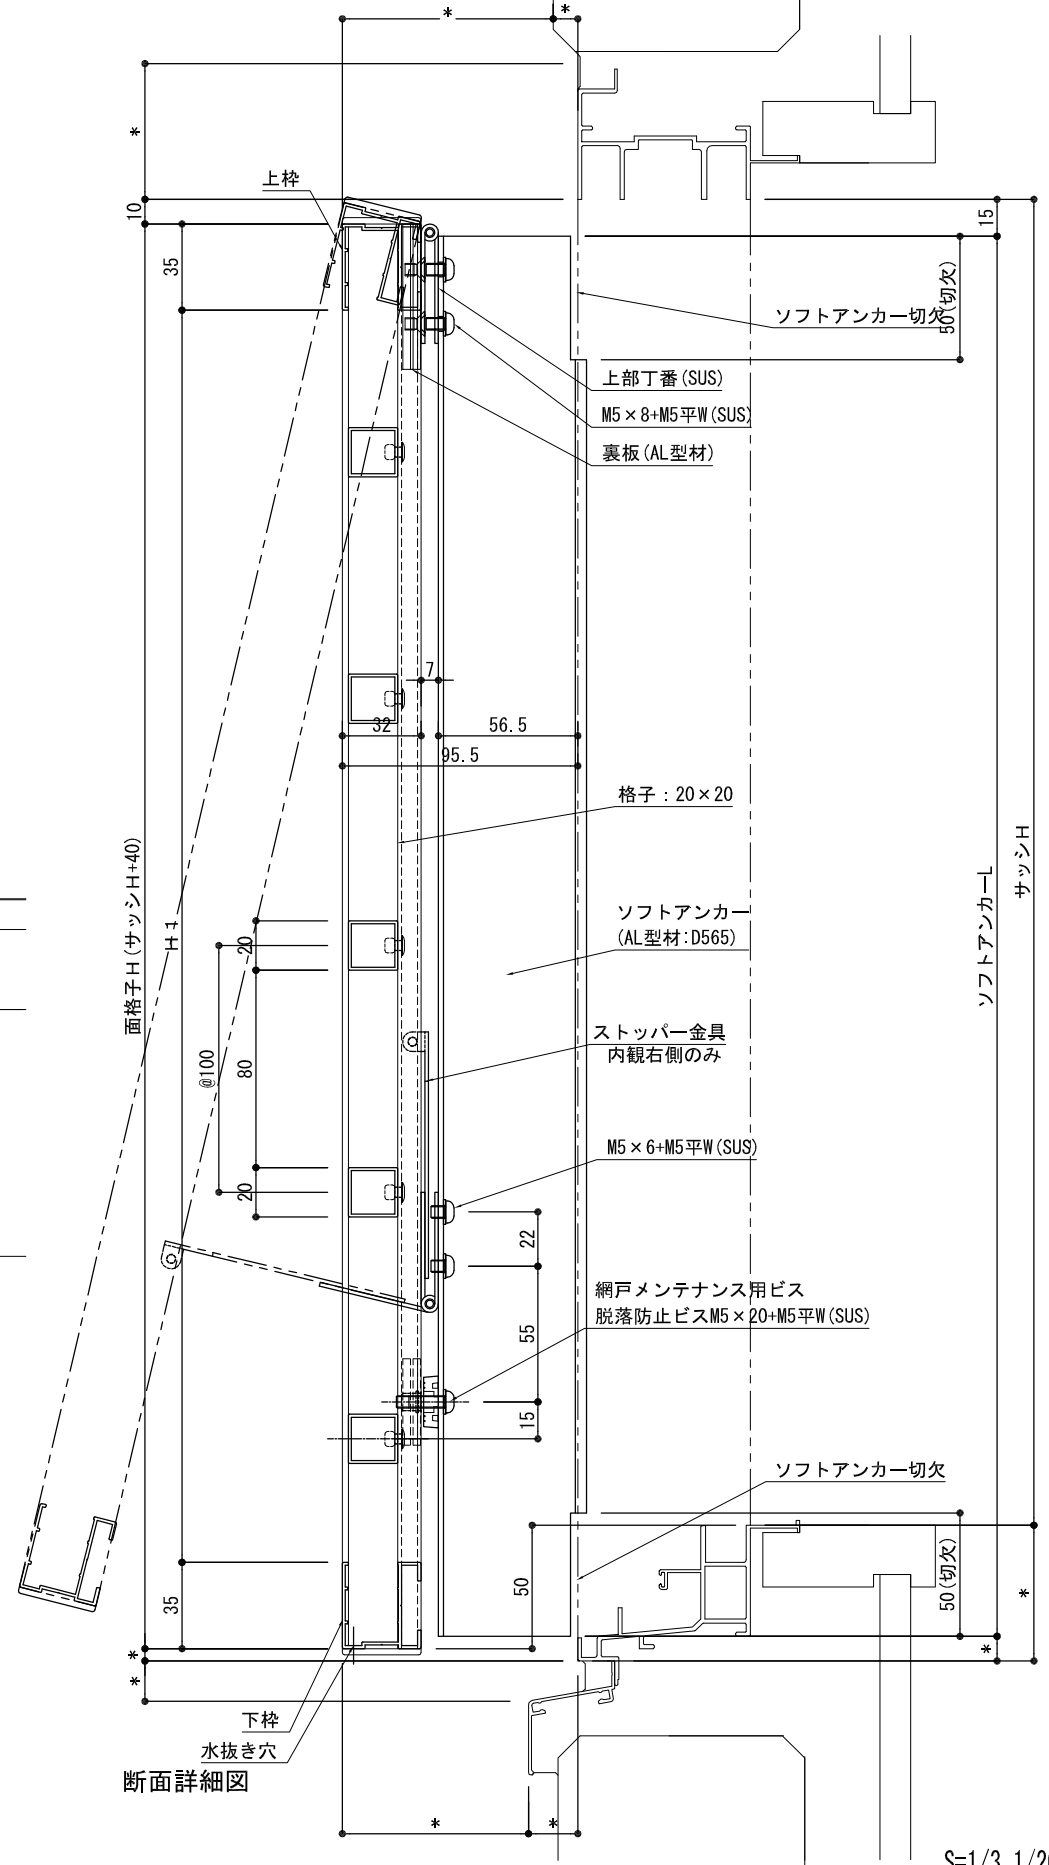 *
*
*
上枠
10
35
15
50(切欠)
ソフトアンカー切欠
上部丁番(SUS)
M5×8+M5平W(SUS)
裏板(AL型材)
7
32
56.5
95.5
格子：20×20
面格子H(サッシH+40)
H1
サッシH
ソフトアンカーL
ソフトアンカー
(AL型材:D565)
20
@100
80
20
ストッパー金具
内観右側のみ
M5×6+M5平W(SUS)
22
55
15
網戸メンテナンス用ビス
脱落防止ビスM5×20+M5平W(SUS)
ソフトアンカー切欠
50
50(切欠)
35
*
*
*
*
下枠
水抜き穴
断面詳細図
*
*